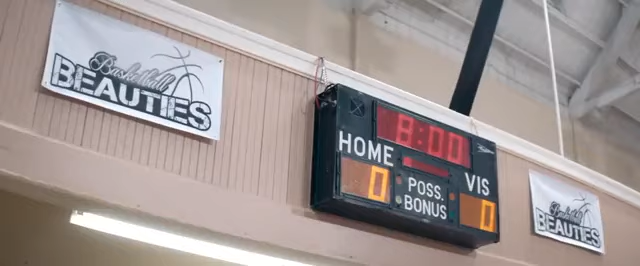 Basketball
BEAUTIES
8:00
HOME
VIS
0
POSS.
BONUS
0
Basketball
BEAUTIES